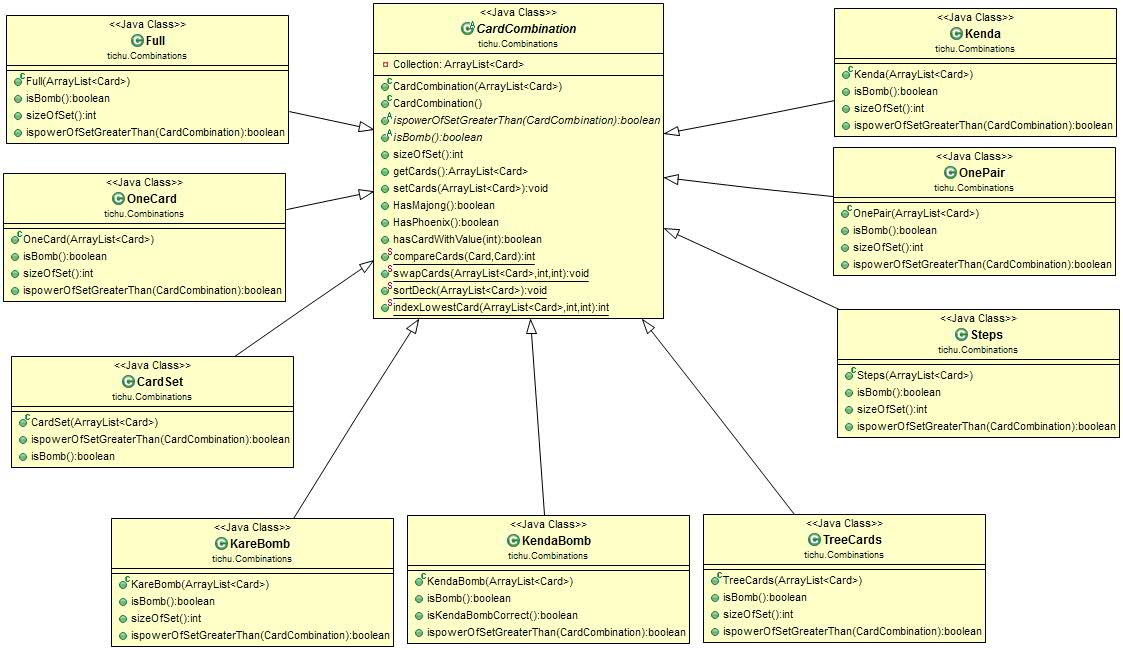 <<Java Class>>
Full
tichu.Combinations
Full(ArrayList<Card>)
isBomb():boolean
sizeOfSet():int
ispowerOfSetGreaterThan(CardCombination):boolean
<<Java Class>>
CardCombination
tichu.Combinations
Collection: ArrayList<Card>
CardCombination(ArrayList<Card>)
CardCombination()
ispowerOfSetGreaterThan(CardCombination):boolean
isBomb():boolean
sizeOfSet():int
getCards():ArrayList<Card>
setCards(ArrayList<Card>):void
HasMajong():boolean
HasPhoenix():boolean
hasCardWithValue(int):boolean
compareCards(Card,Card):int
swapCards(ArrayList<Card>,int,int):void
sortDeck(ArrayList<Card>):void
indexLowestCard(ArrayList<Card>,int,int):int
<<Java Class>>
Kenda
tichu.Combinations
Kenda(ArrayList<Card>)
isBomb():boolean
sizeOfSet():int
ispowerOfSetGreaterThan(CardCombination):boolean
<<Java Class>>
OneCard
tichu.Combinations
OneCard(ArrayList<Card>)
isBomb():boolean
sizeOfSet():int
ispowerOfSetGreaterThan(CardCombination):boolean
<<Java Class>>
OnePair
tichu.Combinations
OnePair(ArrayList<Card>)
isBomb():boolean
sizeOfSet():int
ispowerOfSetGreaterThan(CardCombination):boolean
<<Java Class>>
CardSet
tichu.Combinations
CardSet(ArrayList<Card>)
ispowerOfSetGreaterThan(CardCombination):boolean
isBomb():boolean
<<Java Class>>
Steps
tichu.Combinations
Steps(ArrayList<Card>)
isBomb():boolean
sizeOfSet():int
ispowerOfSetGreaterThan(CardCombination):boolean
<<Java Class>>
KareBomb
tichu.Combinations
KareBomb(ArrayList<Card>)
isBomb():boolean
sizeOfSet():int
ispowerOfSetGreaterThan(CardCombination):boolean
<<Java Class>>
KendaBomb
tichu.Combinations
KendaBomb(ArrayList<Card>)
isBomb():boolean
isKendaBombCorrect():boolean
ispowerOfSetGreaterThan(CardCombination):boolean
<<Java Class>>
TreeCards
tichu.Combinations
TreeCards(ArrayList<Card>)
isBomb():boolean
sizeOfSet():int
ispowerOfSetGreaterThan(CardCombination):boolean